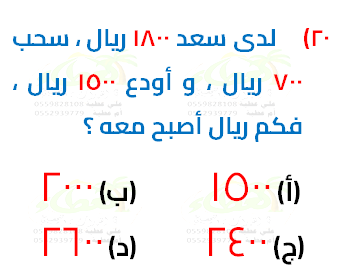 ٢٠) لدى سعد ١٨٠٠ ريال ، سحب
٧٠٠ ريال ، و أودع ١٥٠٠ ريال ،
فكم ريال أصبح معه ؟
(أ) ١٥٠٠ (ب) ٢٠٠٠
(ج) ٢٤٠٠ (د) ٢٦٠٠